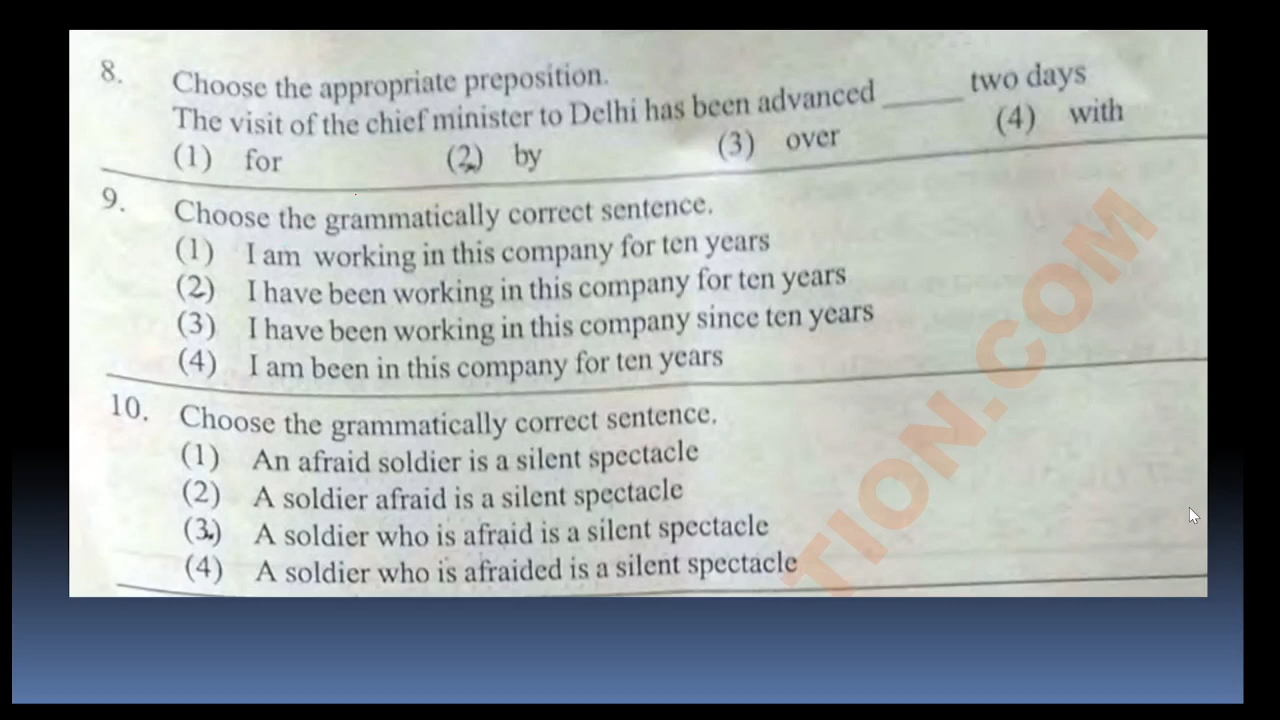 8. Choose the appropriate preposition.
The visit of the chief minister to Delhi has been advanced ______ two days
(1) for (2) by (3) over (4) with
9. Choose the grammatically correct sentence.
(1) I am working in this company for ten years
(2) I have been working in this company for ten years
(3) I have been working in this company since ten years
(4) I am been in this company for ten years
10. Choose the grammatically correct sentence.
(1) An afraid soldier is a silent spectacle
(2) A soldier afraid is a silent spectacle
(3) A soldier who is afraid is a silent spectacle
(4) A soldier who is afraided is a silent spectacle
TION.COM